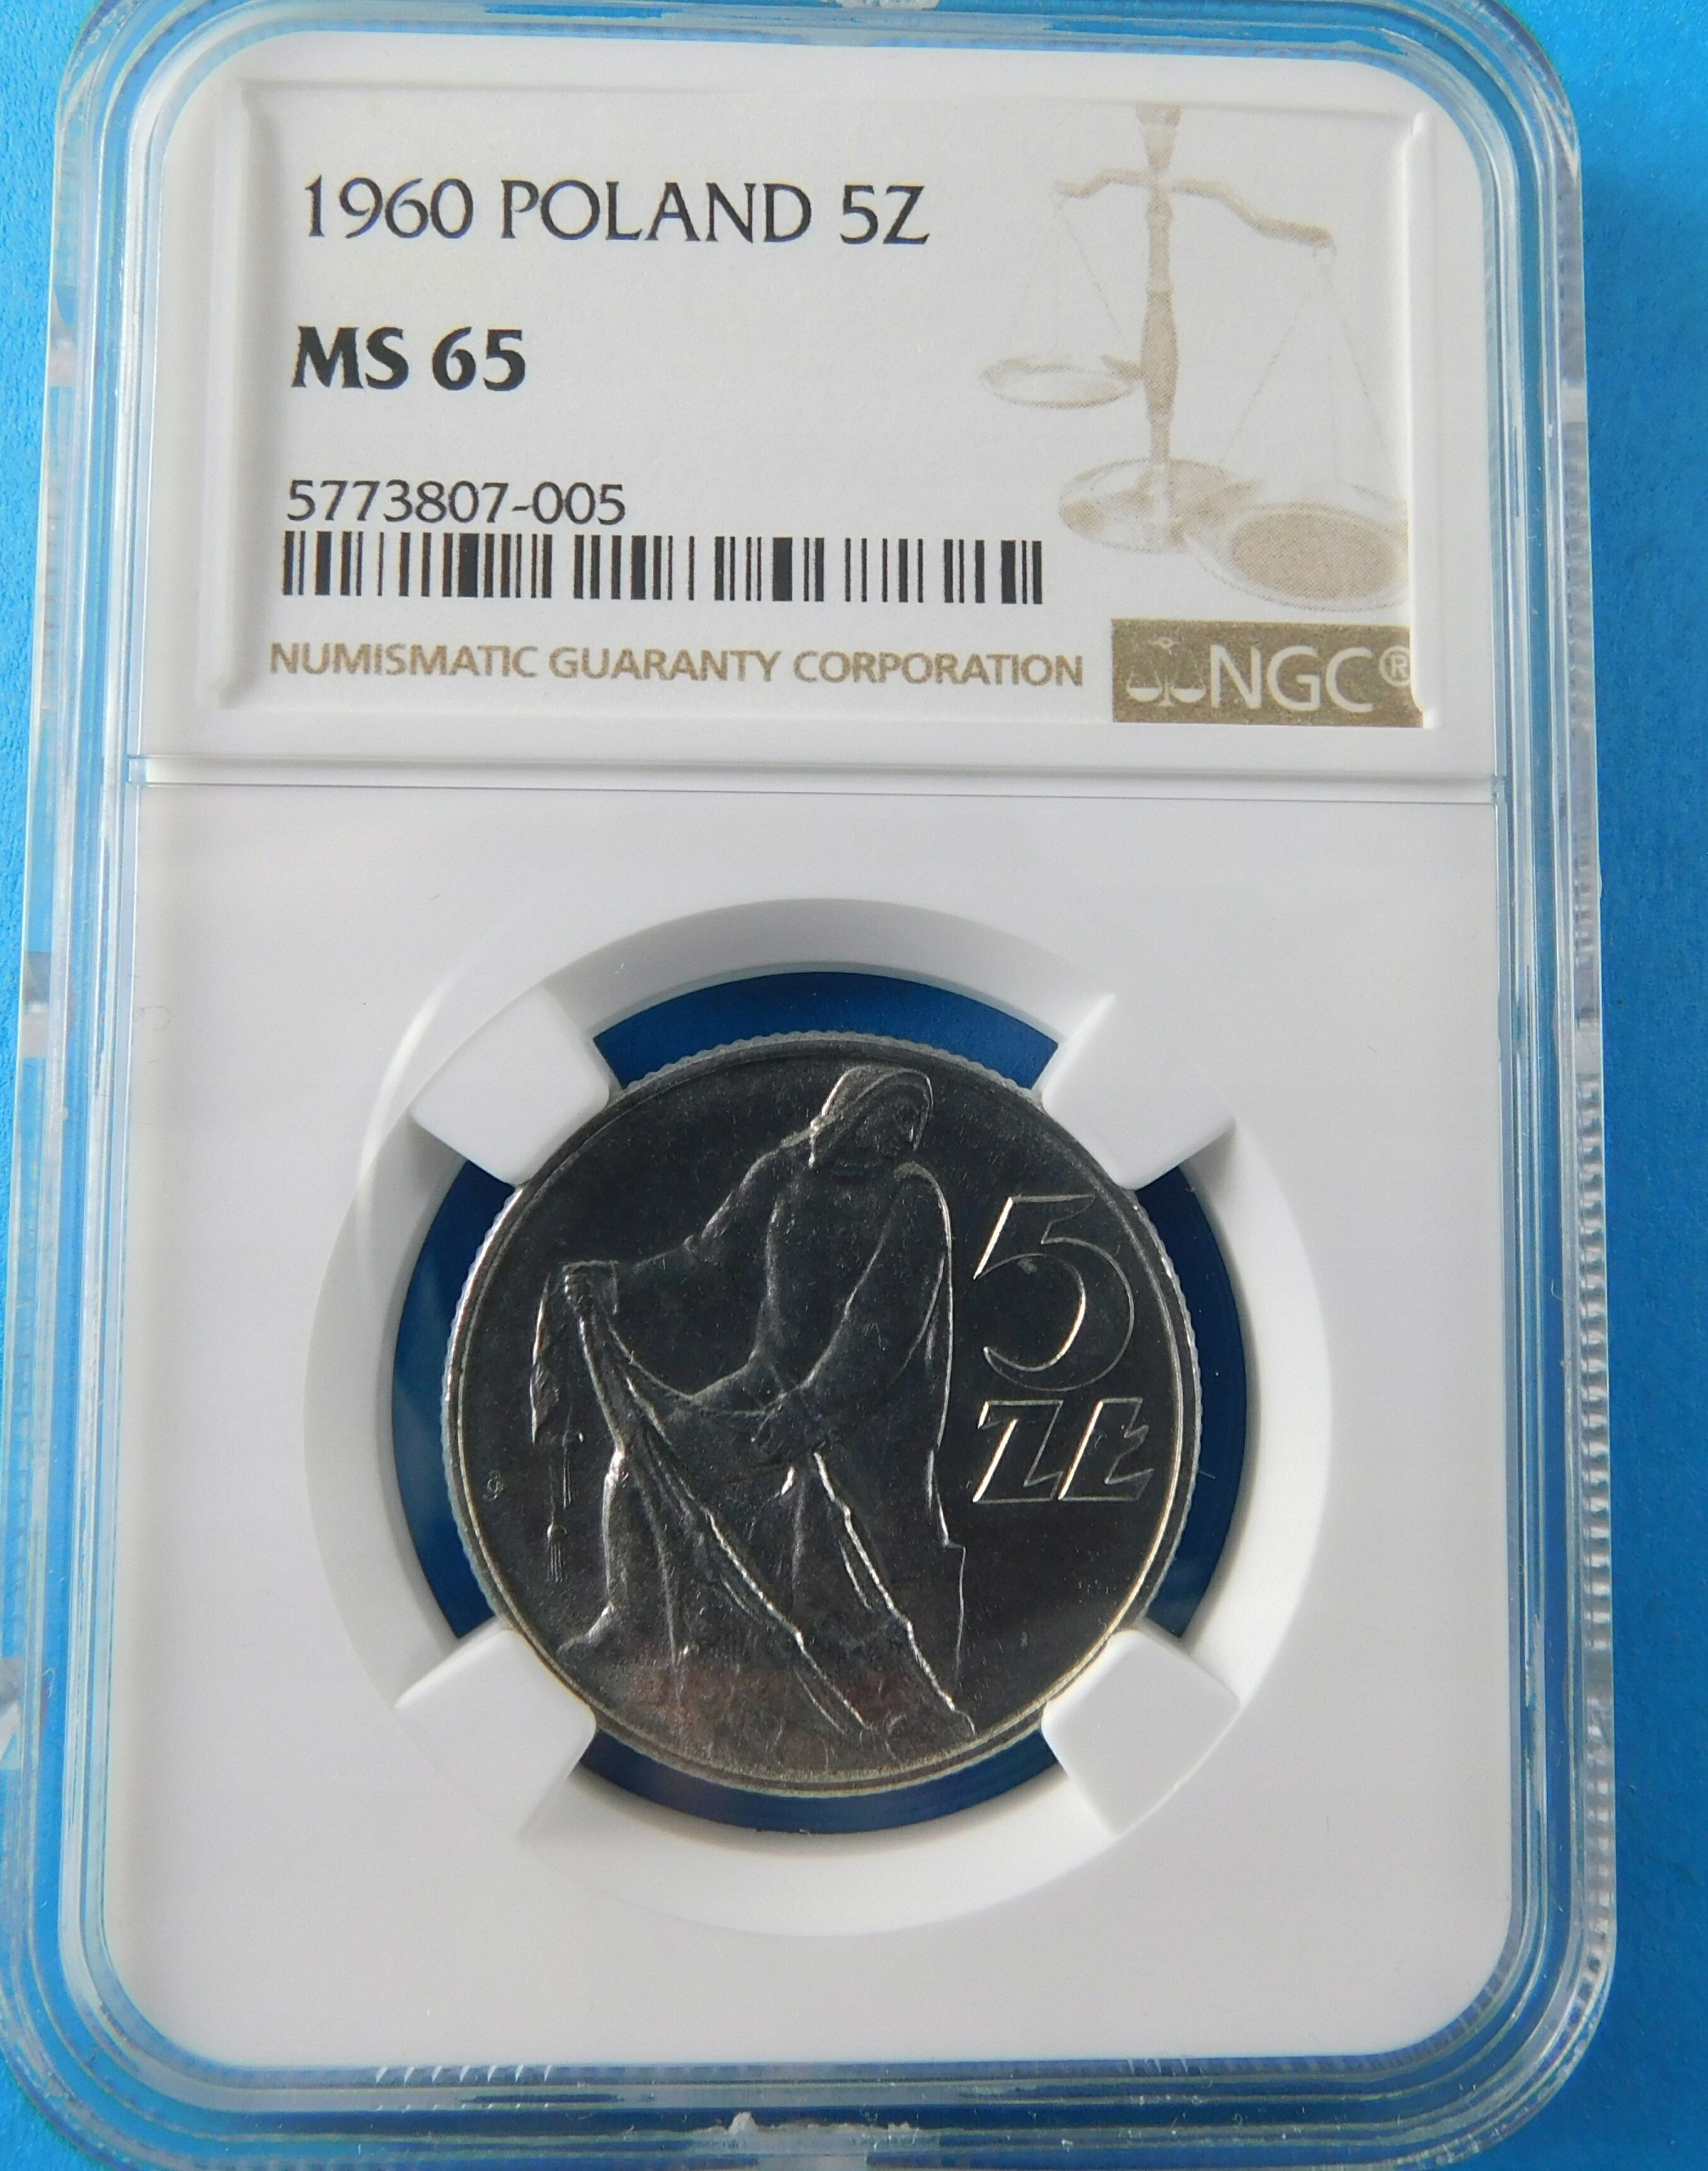 1960 POLAND 5Z
MS 65
5773807-005
NUMISMATIC GUARANTY CORPORATION
NGC®
5
ZŁ